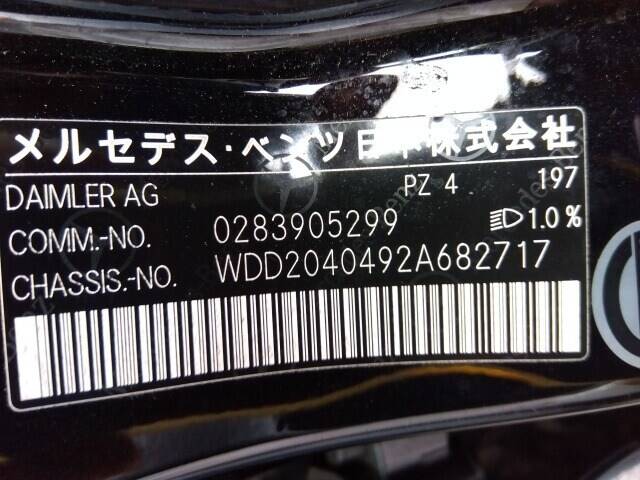 メルセデス・ベンツ日本株式会社
DAIMLER AG PZ 4 197
COMM.-NO. 0283905299 1.0%
CHASSIS.-NO. WDD2040492A682717